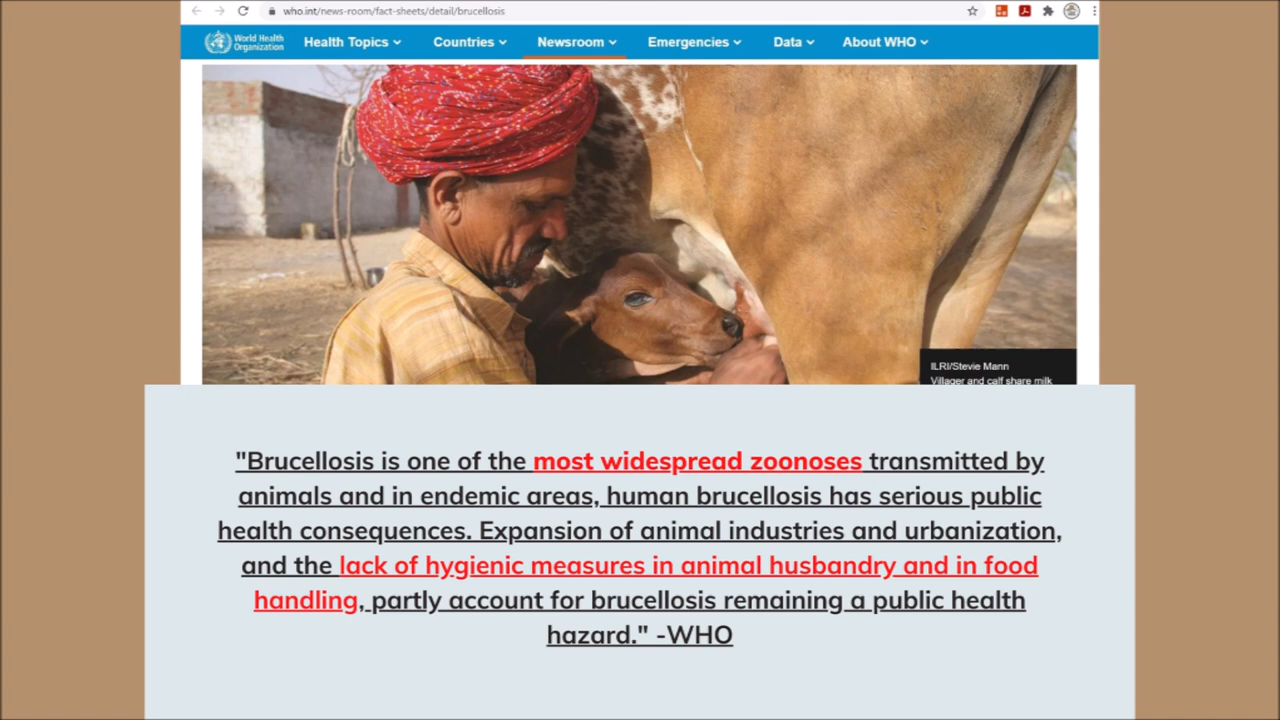 who.int/news-room/fact-sheets/detail/brucellosis
World Health
Organization
Health Topics
Countries
Newsroom
Emergencies
Data
About WHO
ILRI/Stevie Mann
Villager and calf share milk
"Brucellosis is one of the most widespread zoonoses transmitted by
animals and in endemic areas, human brucellosis has serious public
health consequences. Expansion of animal industries and urbanization,
and the lack of hygienic measures in animal husbandry and in food
handling, partly account for brucellosis remaining a public health
hazard." -WHO